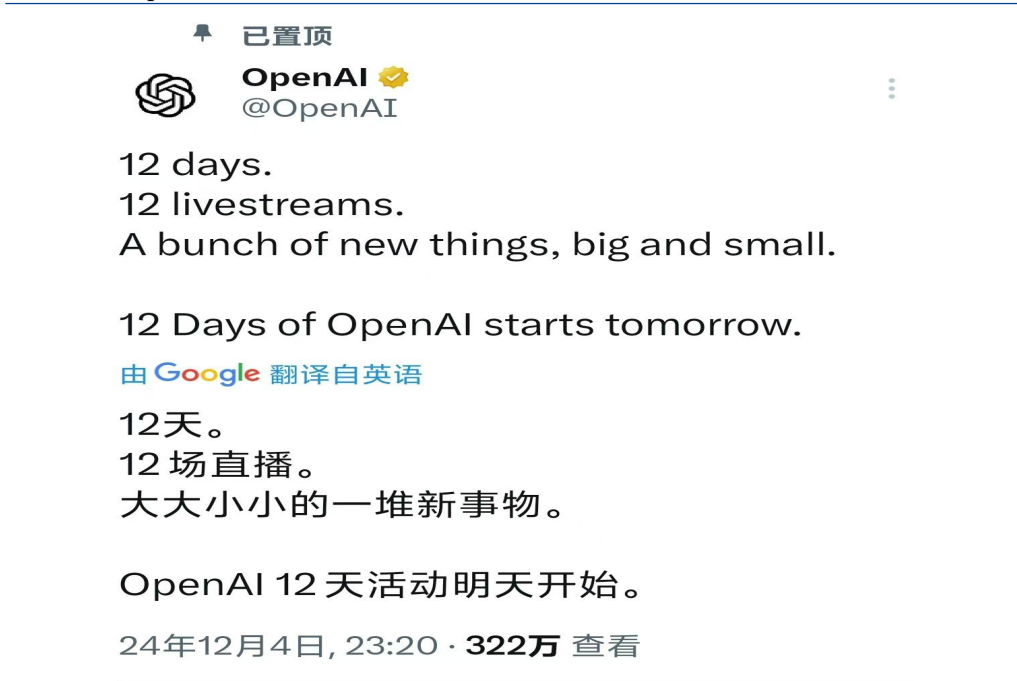 已置顶
OpenAI
@OpenAI
12 days.
12 livestreams.
A bunch of new things, big and small.
12 Days of OpenAI starts tomorrow.
由 Google 翻译自英语
12天。
12 场直播。
大大小小的一堆新事物。
OpenAI 12 天活动明天开始。
24年12月4日, 23:20 · 322万 查看